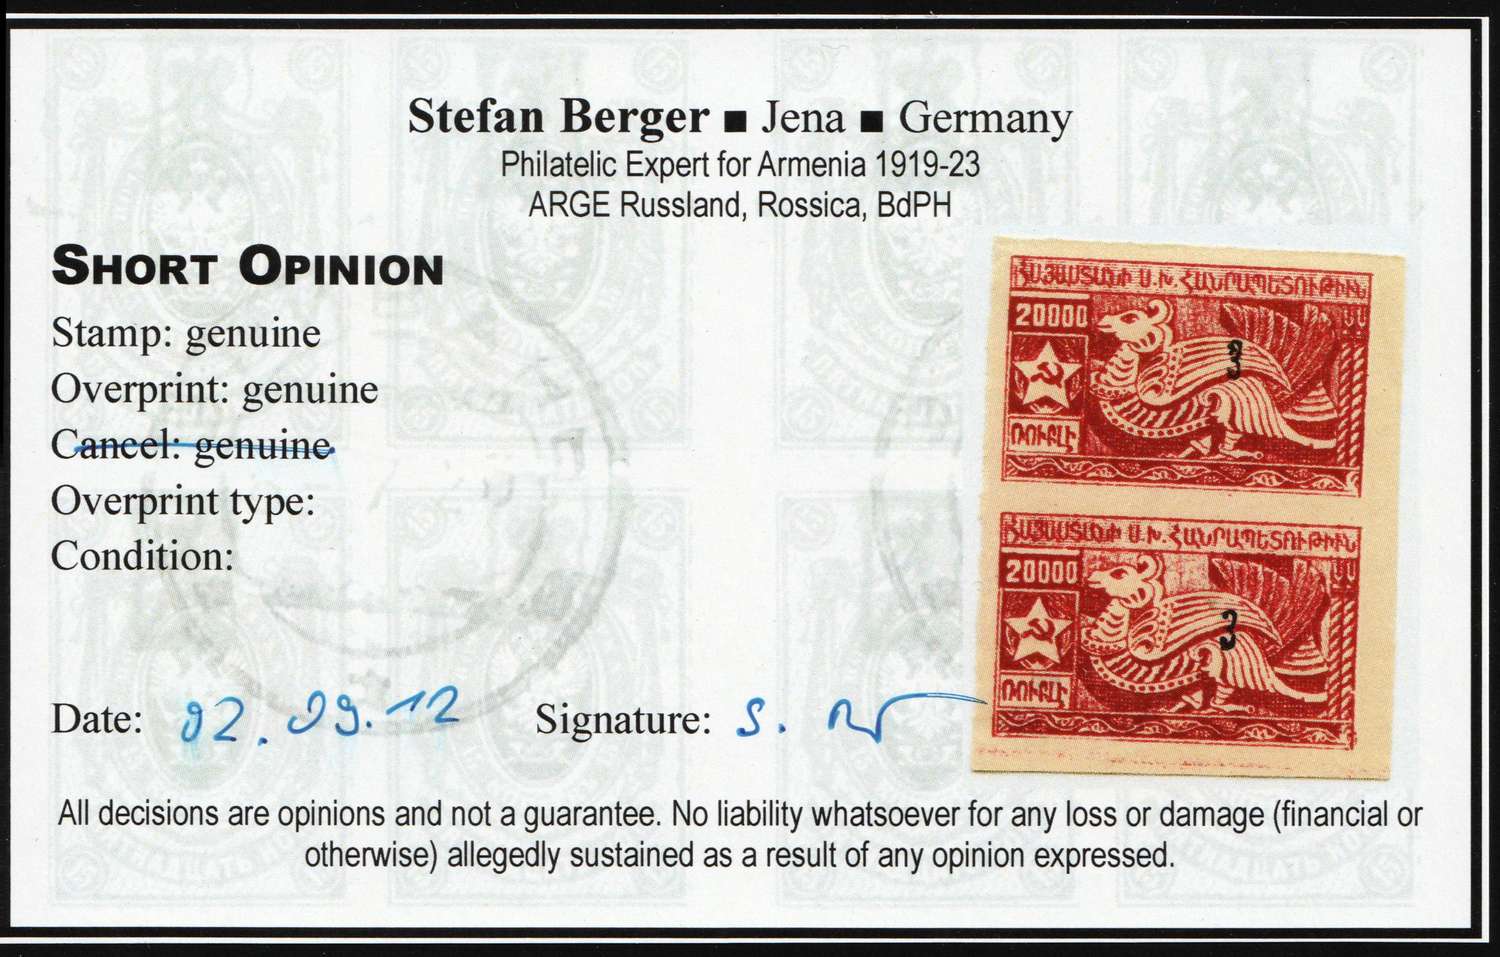 Stefan Berger ■ Jena ■ Germany
Philatelic Expert for Armenia 1919-23
ARGE Russland, Rossica, BdPH
SHORT OPINION
Stamp: genuine
Overprint: genuine
Cancel: genuine
Overprint type:
Condition:
Date: 02.09.12 Signature: S.
ՀԱՅԱՍՏԱՆԻ Ս.Խ. ՀԱՆՐԱՊԵՏՈՒԹԻՒՆ
20000
3
ՌՈՒԲԼԻ
ՀԱՅԱՍՏԱՆԻ Ս.Խ. ՀԱՆՐԱՊԵՏՈՒԹԻՒՆ
20000
3
ՌՈՒԲԼԻ
All decisions are opinions and not a guarantee. No liability whatsoever for any loss or damage (financial or
otherwise) allegedly sustained as a result of any opinion expressed.